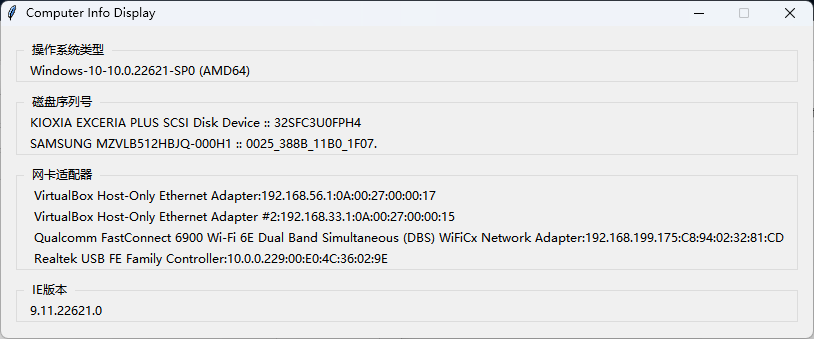 Computer Info Display
操作系统类型
Windows-10-10.0.22621-SP0 (AMD64)
磁盘序列号
KIOXIA EXCERIA PLUS SCSI Disk Device :: 32SFC3U0FPH4
SAMSUNG MZVLB512HBJQ-000H1 :: 0025_388B_11B0_1F07.
网卡适配器
VirtualBox Host-Only Ethernet Adapter:192.168.56.1:0A:00:27:00:00:17
VirtualBox Host-Only Ethernet Adapter #2:192.168.33.1:0A:00:27:00:00:15
Qualcomm FastConnect 6900 Wi-Fi 6E Dual Band Simultaneous (DBS) WiFiCx Network Adapter:192.168.199.175:C8:94:02:32:81:CD
Realtek USB FE Family Controller:10.0.0.229:00:E0:4C:36:02:9E
IE版本
9.11.22621.0